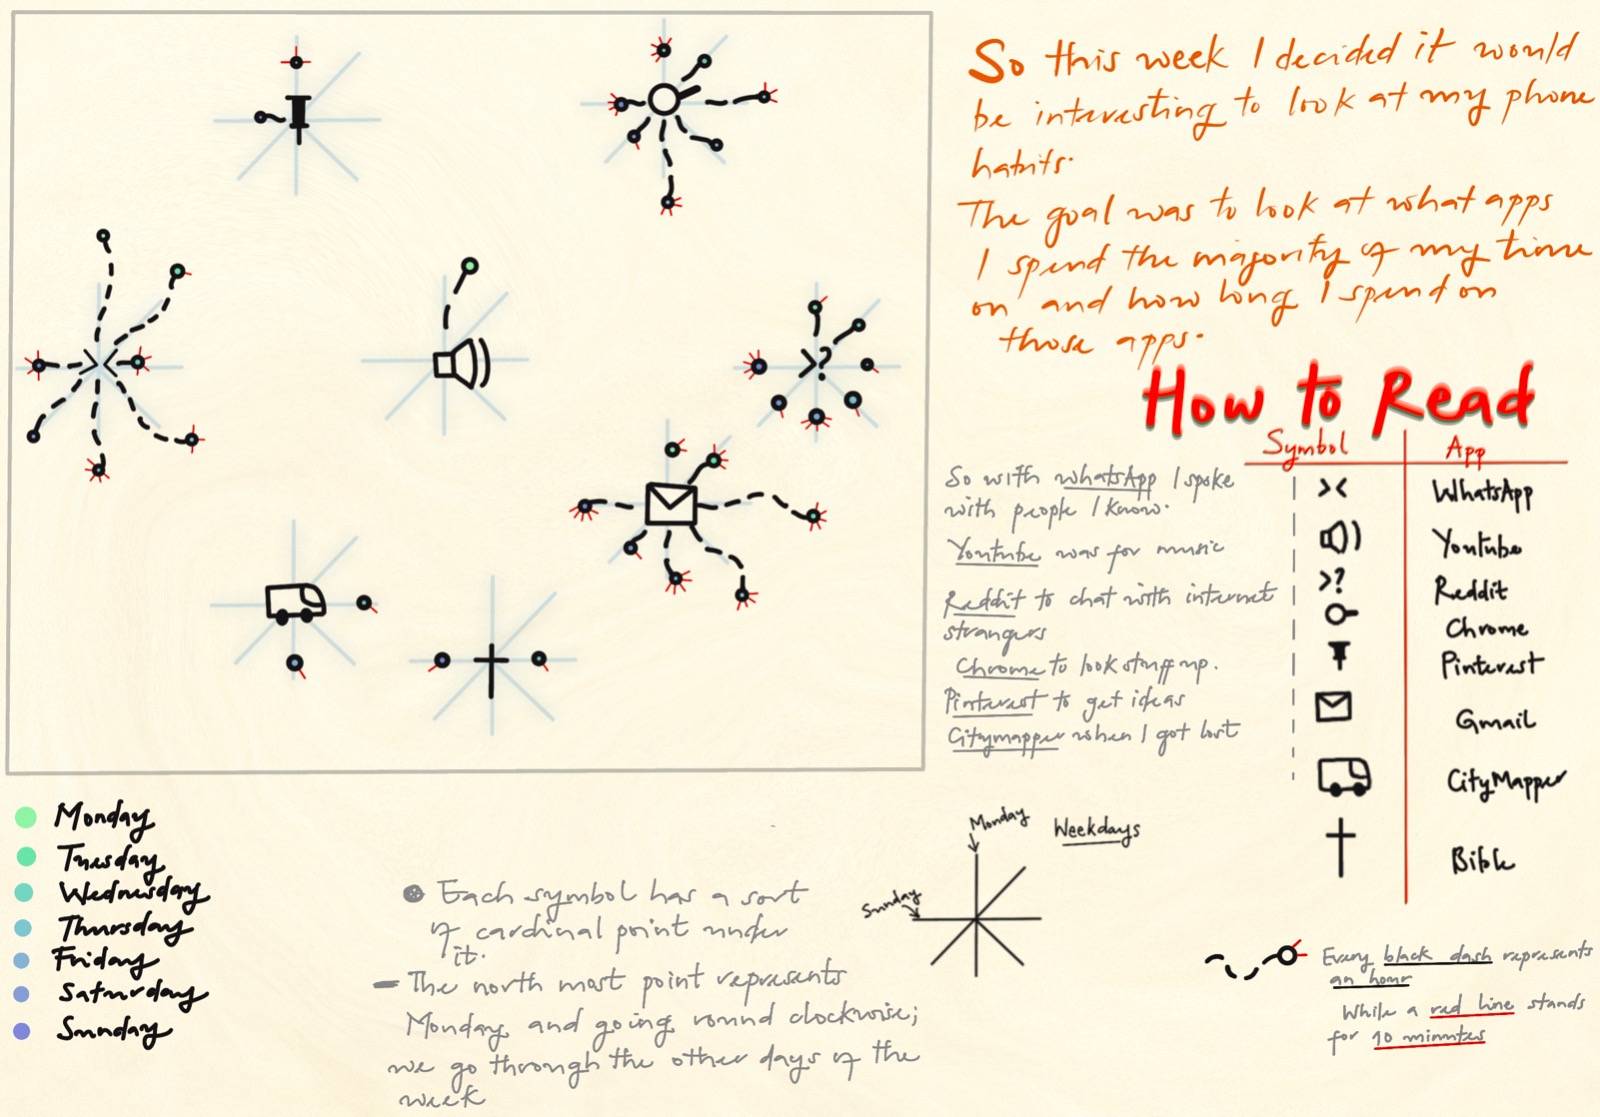 So this week I decided it would
be interesting to look at my phone
habits.
The goal was to look at what apps
I spend the majority of my time
on and how long I spend on
those apps.
How to Read
Symbol
App
So with whatsApp I spoke
with people I know.
Youtube was for music
Reddit to chat with internet
strangers
Chrome to look stuff up.
Pinterest to get ideas
Citymapper when I got lost
>< WhatsApp
Youtube
>? Reddit
Chrome
Pinterest
Gmail
CityMapper
Bible
Monday
Tuesday
Wednesday
Thursday
Friday
Saturday
Sunday
Each symbol has a sort
of cardinal point under
it.
The north most point represents
Monday and going round clockwise;
we go through the other days of the
week
Monday
Weekdays
Sunday
Every black dash represents
an hour
While a red line stands
for 10 minutes